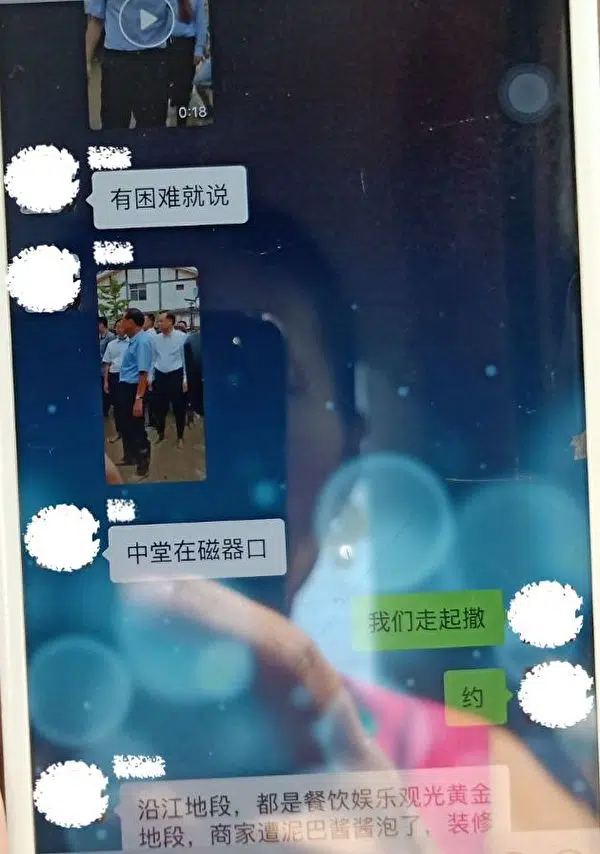 0:18
有困难就说
中堂在磁器口
我们走起撒
约
沿江地段，都是餐饮娱乐观光黄金
地段，商家遭泥巴酱酱泡了，装修